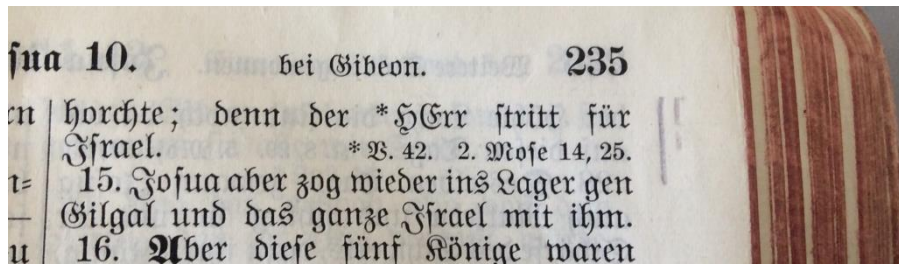 ſua 10. bei Gibeon. 235
horchte; denn der *HErr ſtritt für
Iſrael. *V. 42. 2. Moſe 14, 25.
15. Joſua aber zog wieder ins Lager gen
Gilgal und das ganze Iſrael mit ihm.
16. Aber dieſe fünf Könige waren